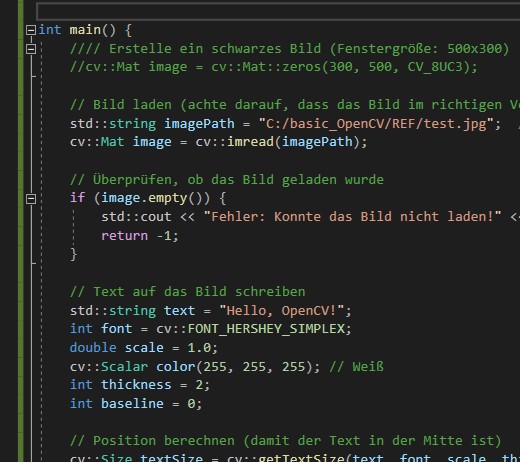 int main() {
//// Erstelle ein schwarzes Bild (Fenstergröße: 500x300)
//cv::Mat image = cv::Mat::zeros(300, 500, CV_8UC3);
// Bild laden (achte darauf, dass das Bild im richtigen
std::string imagePath = "C:/basic_OpenCV/REF/test.jpg";
cv::Mat image = cv::imread(imagePath);
// Überprüfen, ob das Bild geladen wurde
if (image.empty()) {
std::cout << "Fehler: Konnte das Bild nicht laden!" <<
return -1;
}
// Text auf das Bild schreiben
std::string text = "Hello, OpenCV!";
int font = cv::FONT_HERSHEY_SIMPLEX;
double scale = 1.0;
cv::Scalar color(255, 255, 255); // Weiß
int thickness = 2;
int baseline = 0;
// Position berechnen (damit der Text in der Mitte ist)
cv::Size textSize = cv::getTextSize(text, font, scale,